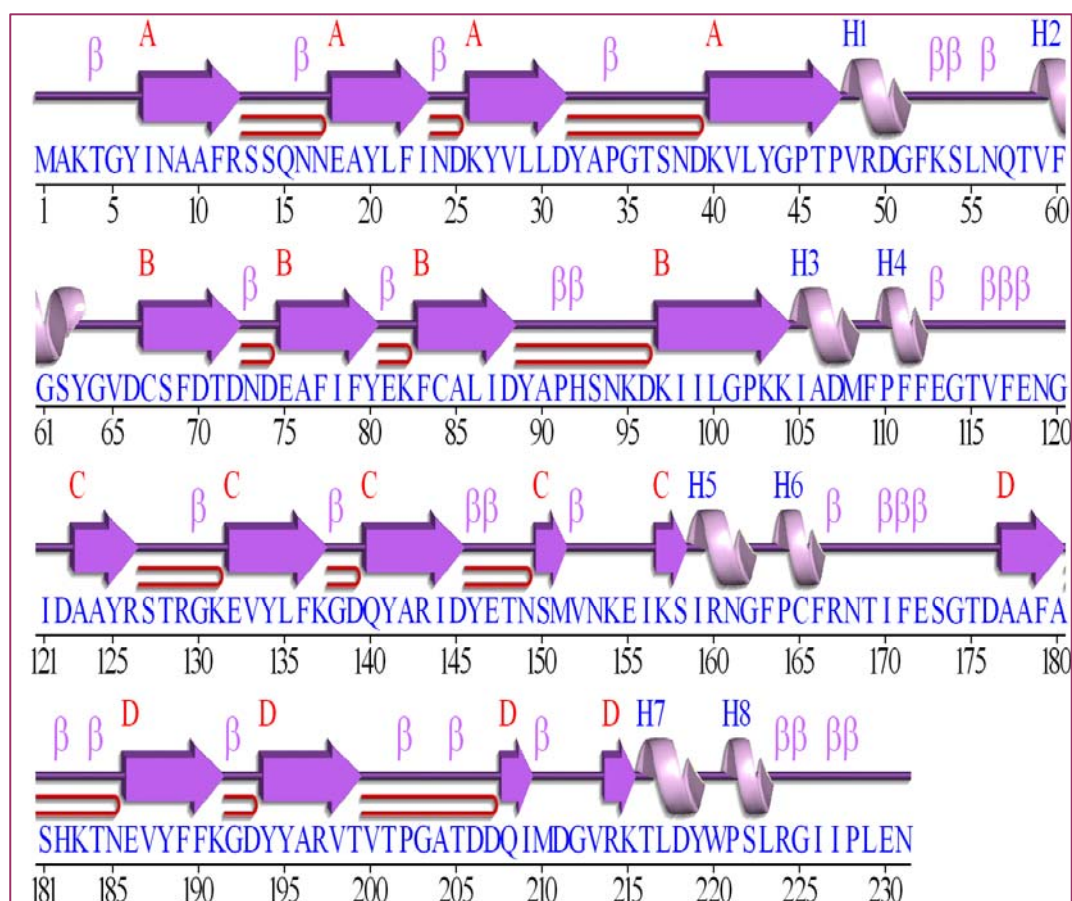 β A β A β A β A H1 ββ β H2
MAKTGYINAAFRSSQNNEAYLFINDKYVLLDYAPGTSNDKVLYGPTPVRDGFKSLNQTVF
1 5 10 15 20 25 30 35 40 45 50 55 60
B β B β B ββ B H3 H4 β βββ
GSYGVDCSFDTDNDEAFIFYEKFCALIDYAPHSNKDKIILGPKKIADMFPFFEGTVFENG
61 65 70 75 80 85 90 95 100 105 110 115 120
C β C β C ββ C β C H5 H6 β βββ D
IDAAYRSTRGKEVYLFKGDQYARIDYETNSMVNKEIKSIRNGFPCFRNTIFESGTDAAFA
121 125 130 135 140 145 150 155 160 165 170 175 180
β β D β D β β D β D H7 H8 ββ ββ
SHKTNEVYFFKGDYYARVTVTPGATDDQIMDGVRKTLDYWPSLRGIIPLEN
181 185 190 195 200 205 210 215 220 225 230